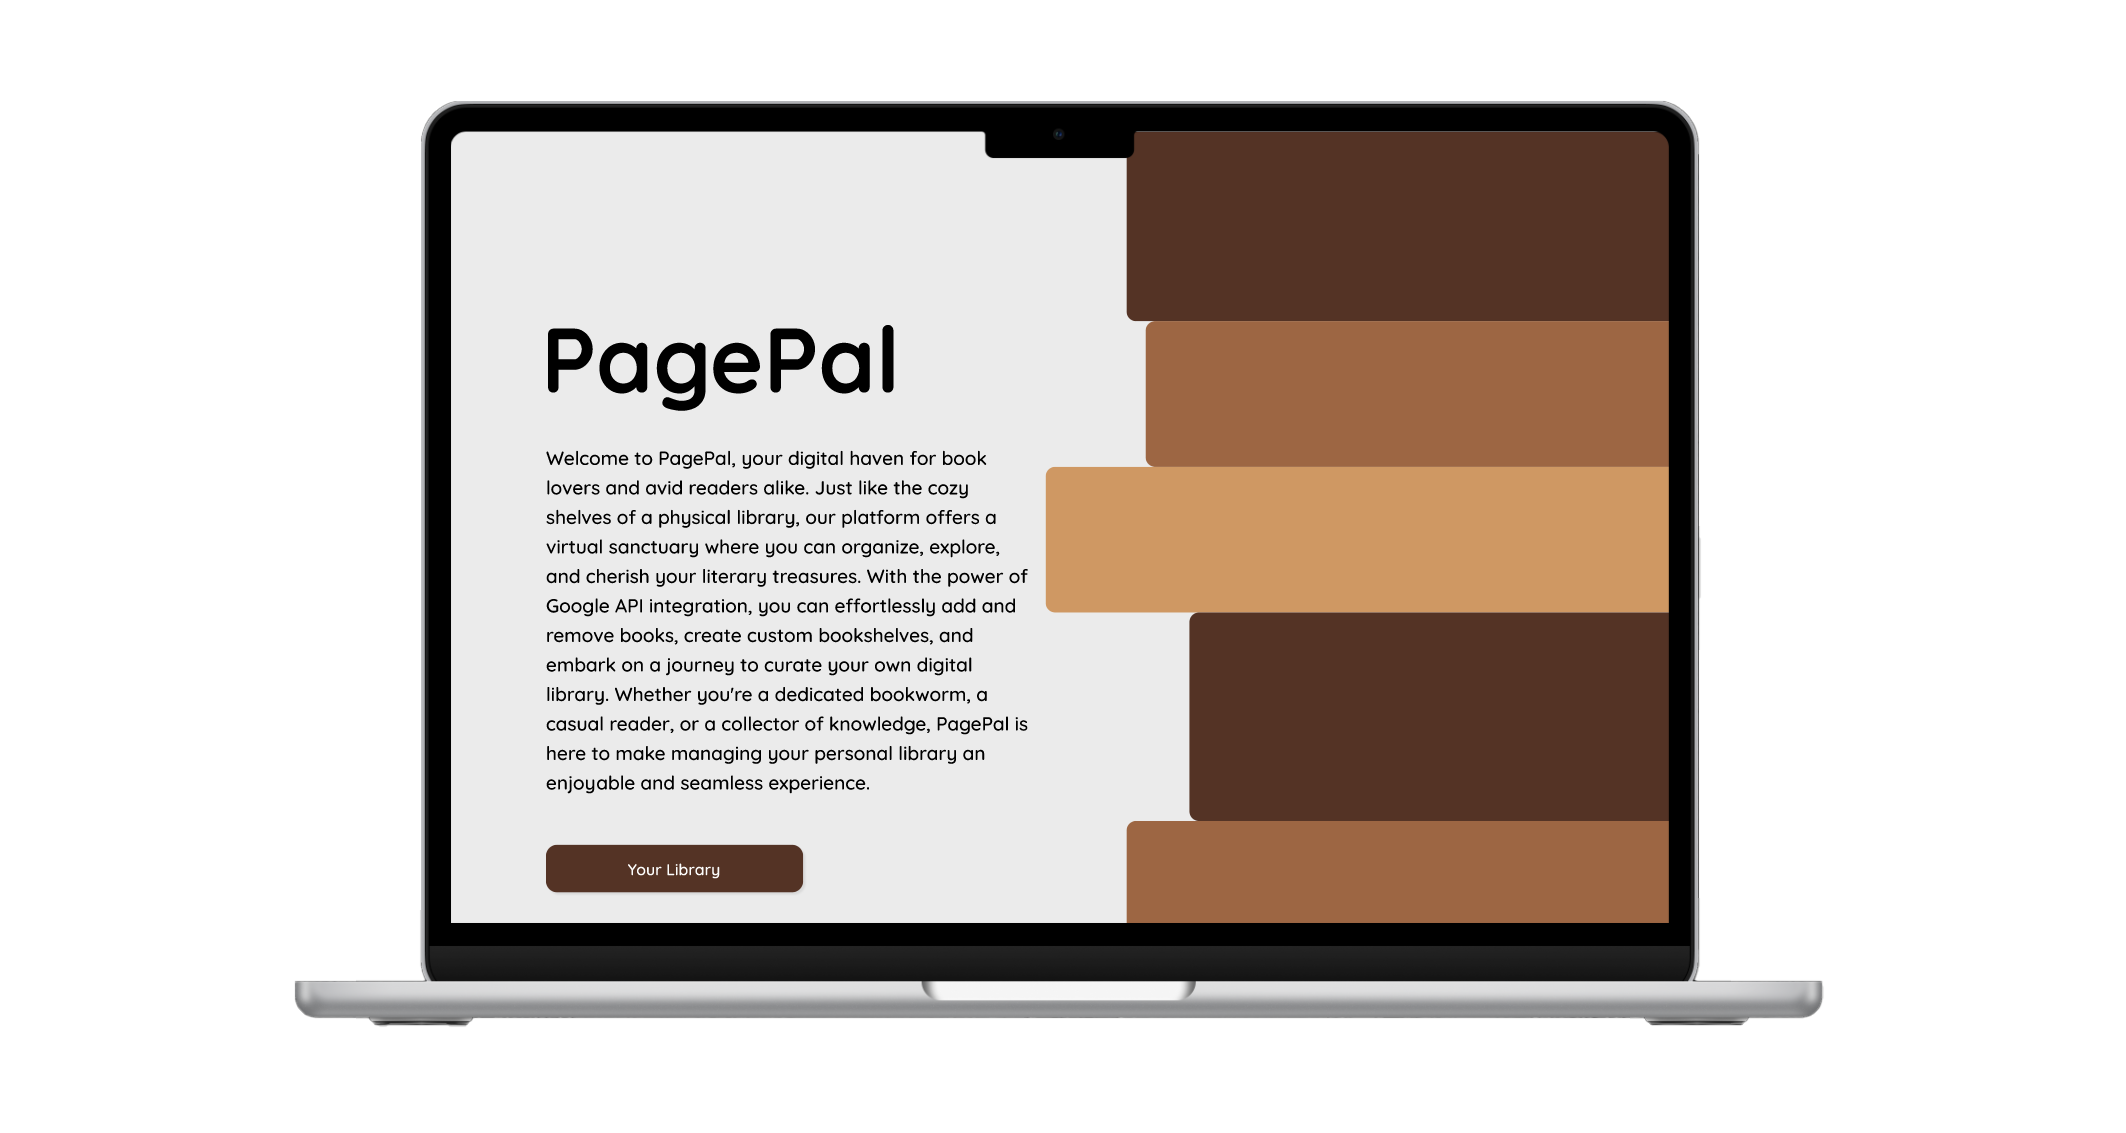 PagePal
Welcome to PagePal, your digital haven for book
lovers and avid readers alike. Just like the cozy
shelves of a physical library, our platform offers a
virtual sanctuary where you can organize, explore,
and cherish your literary treasures. With the power of
Google API integration, you can effortlessly add and
remove books, create custom bookshelves, and
embark on a journey to curate your own digital
library. Whether you're a dedicated bookworm, a
casual reader, or a collector of knowledge, PagePal is
here to make managing your personal library an
enjoyable and seamless experience.
Your Library